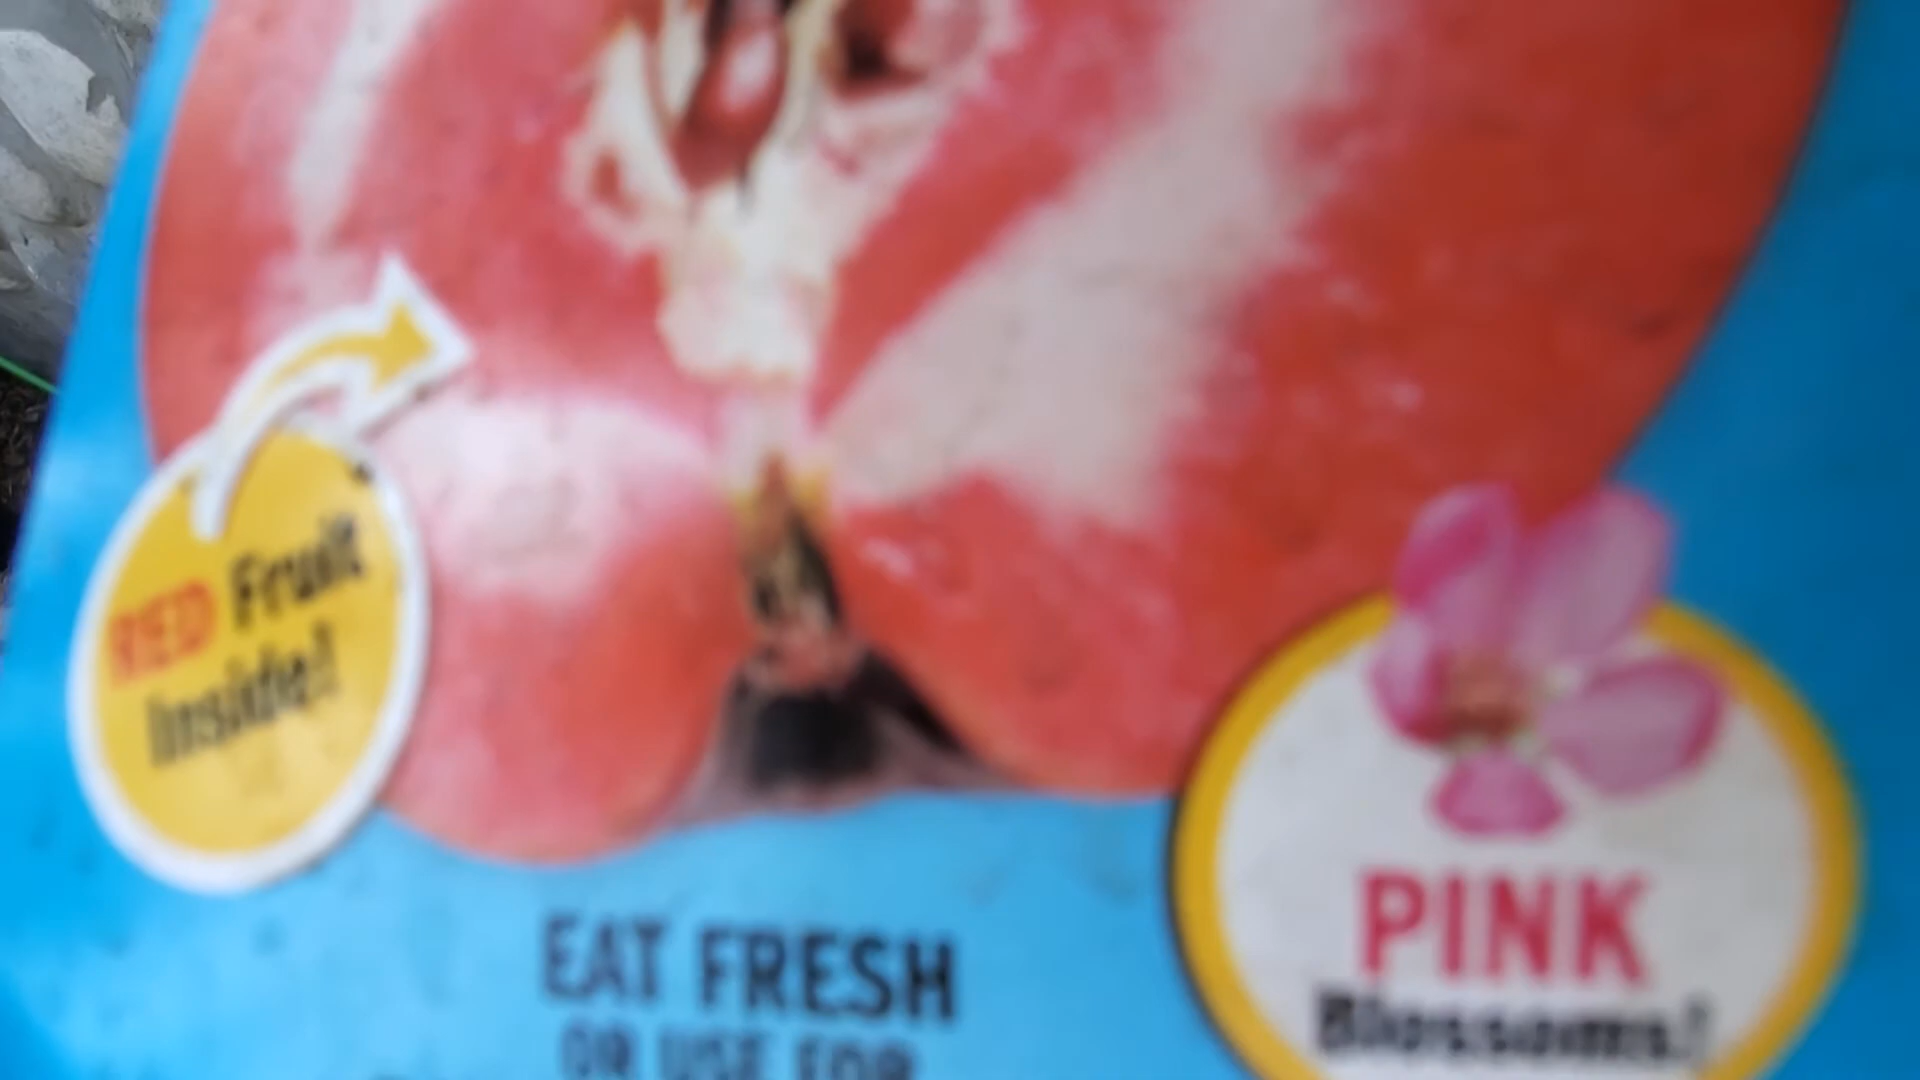 RED Fruit
Inside!
EAT FRESH
OR USE FOR
PINK
Blossoms!